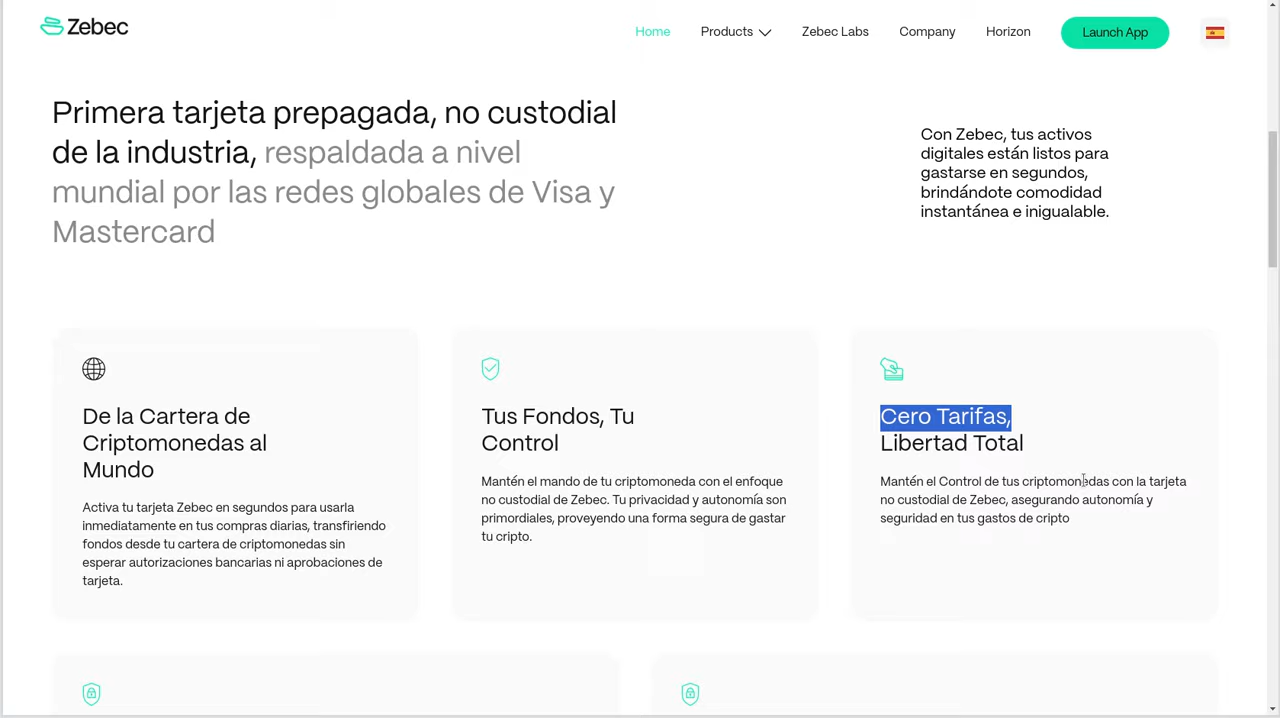 Zebec
Home
Products
Zebec Labs
Company
Horizon
Launch App
Primera tarjeta prepagada, no custodial
de la industria, respaldada a nivel
mundial por las redes globales de Visa y
Mastercard
Con Zebec, tus activos
digitales están listos para
gastarse en segundos,
brindándote comodidad
instantánea e inigualable.
De la Cartera de
Criptomonedas al
Mundo
Activa tu tarjeta Zebec en segundos para usarla
inmediatamente en tus compras diarias, transfiriendo
fondos desde tu cartera de criptomonedas sin
esperar autorizaciones bancarias ni aprobaciones de
tarjeta.
Tus Fondos, Tu
Control
Mantén el mando de tu criptomoneda con el enfoque
no custodial de Zebec. Tu privacidad y autonomía son
primordiales, proveyendo una forma segura de gastar
tu cripto.
Cero Tarifas,
Libertad Total
Mantén el Control de tus criptomonedas con la tarjeta
no custodial de Zebec, asegurando autonomía y
seguridad en tus gastos de cripto